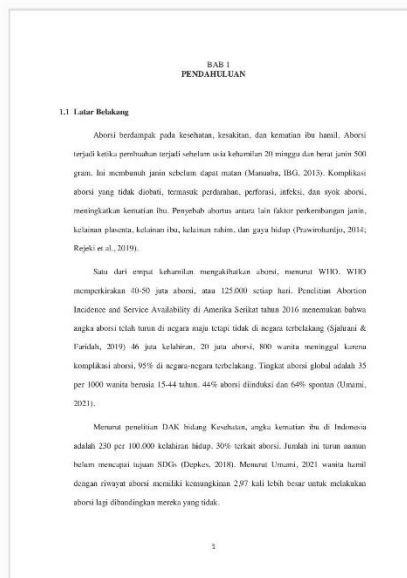 BAB 1
PENDAHULUAN
1.1 Latar Belakang
Aborsi berdampak pada kesehatan, kesakitan, dan kematian ibu hamil. Aborsi
terjadi ketika pembuahan terjadi sebelum usia kehamilan 20 minggu dan berat janin 500
gram. Ini membunuh janin sebelum dapat matan (Manuaba, IBG, 2013). Komplikasi
aborsi yang tidak diobati, termasuk perdarahan, perforasi, infeksi, dan syok aborsi,
meningkatkan kematian ibu. Penyebab abortus antara lain faktor perkembangan janin,
kelainan plasenta, kelainan ibu, kelainan rahim, dan gaya hidup (Prawirohardjo, 2014;
Rejeki et al., 2019).
Satu dari empat kehamilan mengakibatkan aborsi, menurut WHO. WHO
memperkirakan 40-50 juta aborsi, atau 125.000 setiap hari. Penelitian Abortion
Incidence and Service Availability di Amerika Serikat tahun 2016 menemukan bahwa
angka aborsi telah turun di negara maju tetapi tidak di negara terbelakang (Sjahrani &
Faridah, 2019) 46 juta kelahiran, 20 juta aborsi, 800 wanita meninggal karena
komplikasi aborsi, 95% di negara-negara terbelakang. Tingkat aborsi global adalah 35
per 1000 wanita berusia 15-44 tahun. 44% aborsi diinduksi dan 64% spontan (Umami,
2021).
Menurut penelitian DAK bidang Kesehatan, angka kematian ibu di Indonesia
adalah 230 per 100.000 kelahiran hidup. 30% terkait aborsi. Jumlah ini turun namun
belum mencapai tujuan SDGs (Depkes, 2018). Menurut Umami, 2021 wanita hamil
dengan riwayat aborsi memiliki kemungkinan 2,97 kali lebih besar untuk melakukan
aborsi lagi dibandingkan mereka yang tidak.
1